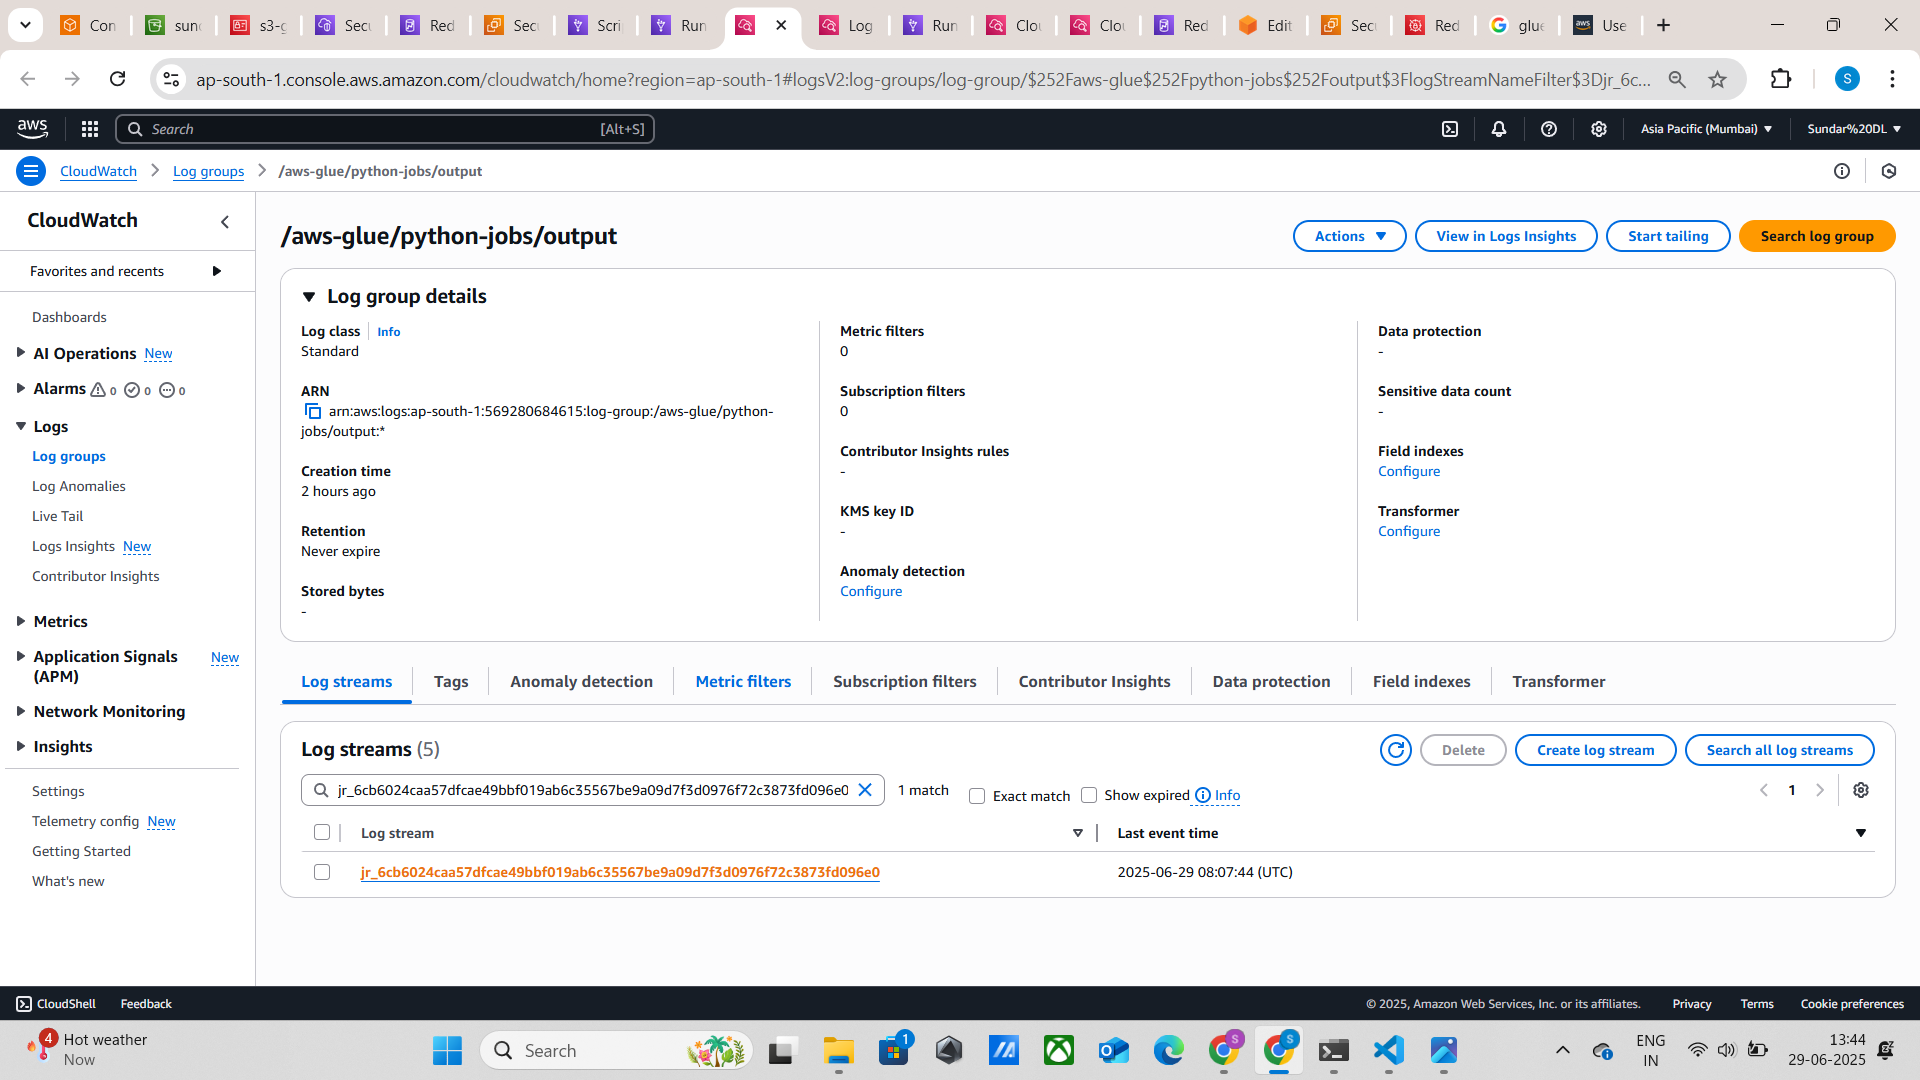 Con
sund
s3-g
Secu
Red
Secu
Scri
Run
Log
Run
Clou
Clou
Red
Edit
Secu
Red
glue
Use
ap-south-1.console.aws.amazon.com/cloudwatch/home?region=ap-south-1#logsV2:log-groups/log-group/$252Faws-glue$252Fpython-jobs$252Foutput$3FlogStreamNameFilter$3Djr_6c...
S
aws
Search [Alt+S]
Asia Pacific (Mumbai)
Sundar%20DL
CloudWatch
Log groups
/aws-glue/python-jobs/output
CloudWatch
Favorites and recents
Dashboards
AI Operations New
Alarms 0 0 0
Logs
Log groups
Log Anomalies
Live Tail
Logs Insights New
Contributor Insights
Metrics
Application Signals (APM) New
Network Monitoring
Insights
Settings
Telemetry config New
Getting Started
What's new
/aws-glue/python-jobs/output
Actions
View in Logs Insights
Start tailing
Search log group
Log group details
Log class Info
Standard
ARN
arn:aws:logs:ap-south-1:569280684615:log-group:/aws-glue/python-
jobs/output:*
Creation time
2 hours ago
Retention
Never expire
Stored bytes
-
Metric filters
0
Subscription filters
0
Contributor Insights rules
-
KMS key ID
-
Anomaly detection
Configure
Data protection
-
Sensitive data count
-
Field indexes
Configure
Transformer
Configure
Log streams
Tags
Anomaly detection
Metric filters
Subscription filters
Contributor Insights
Data protection
Field indexes
Transformer
Log streams (5)
Delete
Create log stream
Search all log streams
jr_6cb6024caa57dfcae49bbf019ab6c35567be9a09d7f3d0976f72c3873fd096e0
1 match
Exact match
Show expired
Info
1
Log stream
Last event time
jr_6cb6024caa57dfcae49bbf019ab6c35567be9a09d7f3d0976f72c3873fd096e0
2025-06-29 08:07:44 (UTC)
CloudShell
Feedback
© 2025, Amazon Web Services, Inc. or its affiliates.
Privacy
Terms
Cookie preferences
4
Hot weather
Now
Search
1
S
S
ENG
IN
13:44
29-06-2025